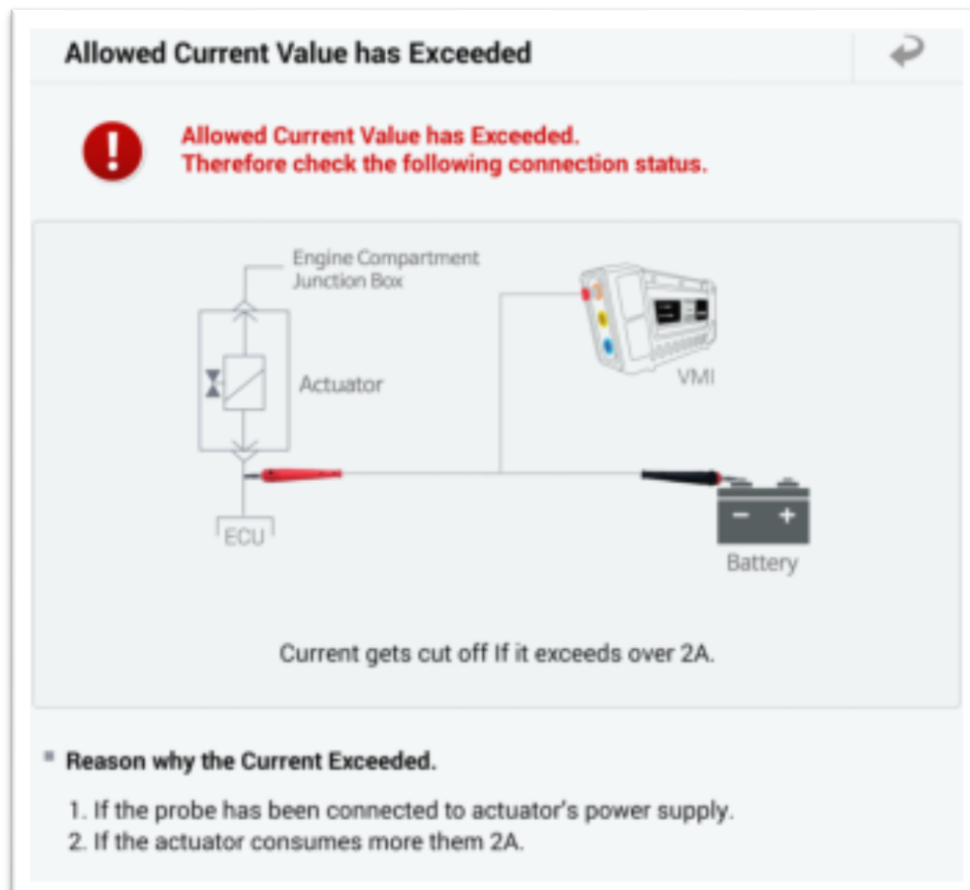 Allowed Current Value has Exceeded
Allowed Current Value has Exceeded.
Therefore check the following connection status.
Engine Compartment
Junction Box
Actuator
VMI
ECU
− +
Battery
Current gets cut off If it exceeds over 2A.
Reason why the Current Exceeded.
1. If the probe has been connected to actuator's power supply.
2. If the actuator consumes more them 2A.